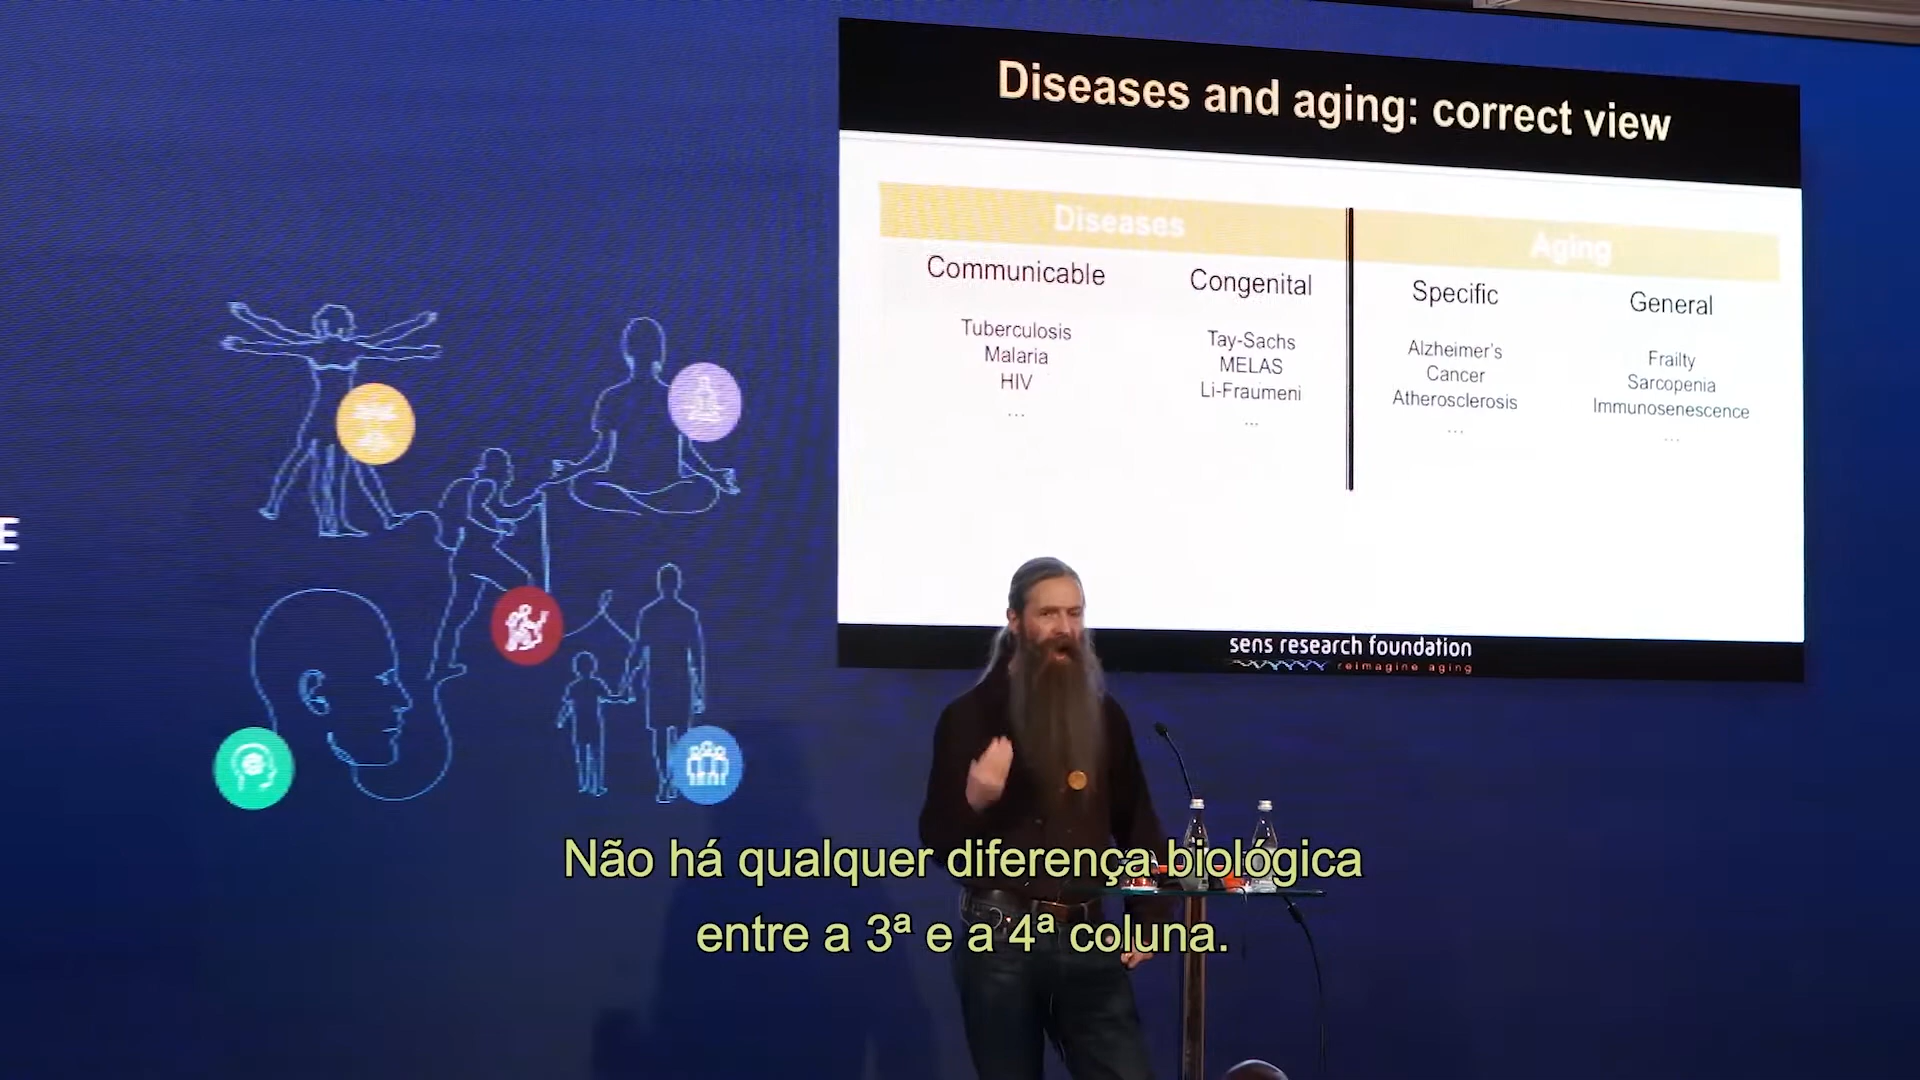 Diseases and aging: correct view
Diseases
Aging
Communicable
Tuberculosis
Malaria
HIV
...
Congenital
Tay-Sachs
MELAS
Li-Fraumeni
...
Specific
Alzheimer's
Cancer
Atherosclerosis
...
General
Frailty
Sarcopenia
Immunosenescence
...
E
sens research foundation
reimagine aging
Não há qualquer diferença biológica
entre a 3ª e a 4ª coluna.